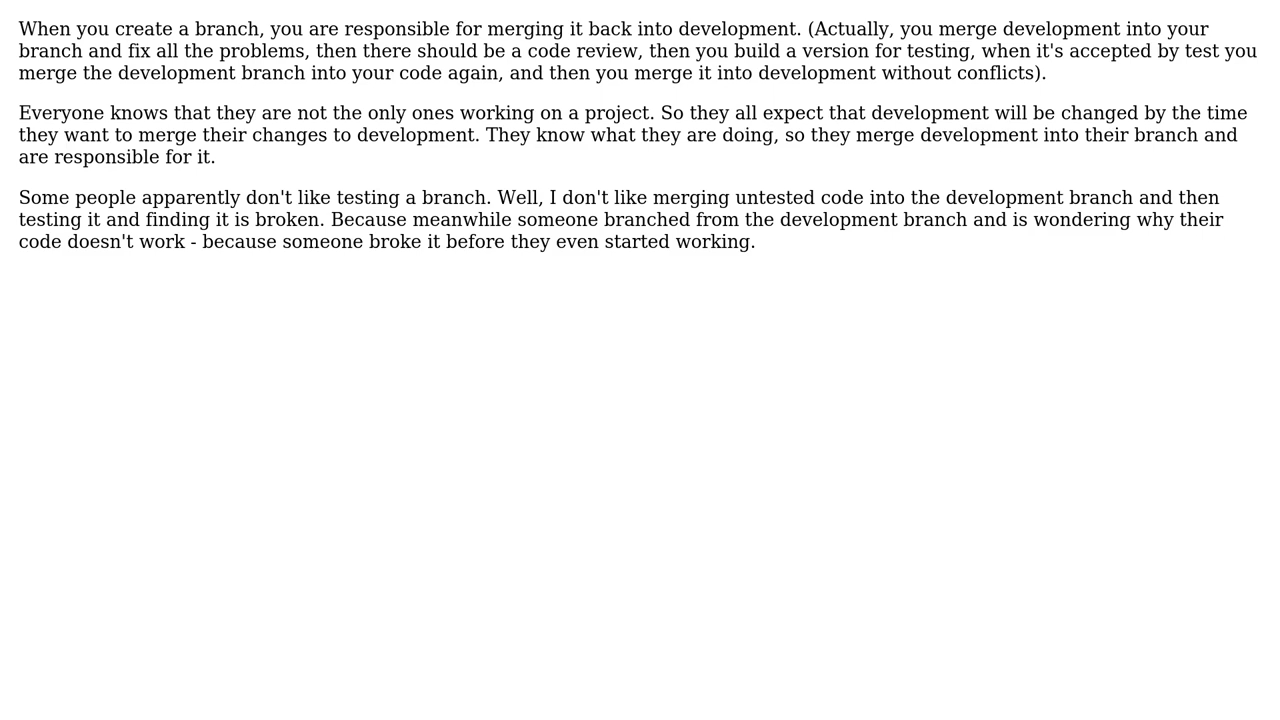 When you create a branch, you are responsible for merging it back into development. (Actually, you merge development into your
branch and fix all the problems, then there should be a code review, then you build a version for testing, when it's accepted by test you
merge the development branch into your code again, and then you merge it into development without conflicts).
Everyone knows that they are not the only ones working on a project. So they all expect that development will be changed by the time
they want to merge their changes to development. They know what they are doing, so they merge development into their branch and
are responsible for it.
Some people apparently don't like testing a branch. Well, I don't like merging untested code into the development branch and then
testing it and finding it is broken. Because meanwhile someone branched from the development branch and is wondering why their
code doesn't work - because someone broke it before they even started working.